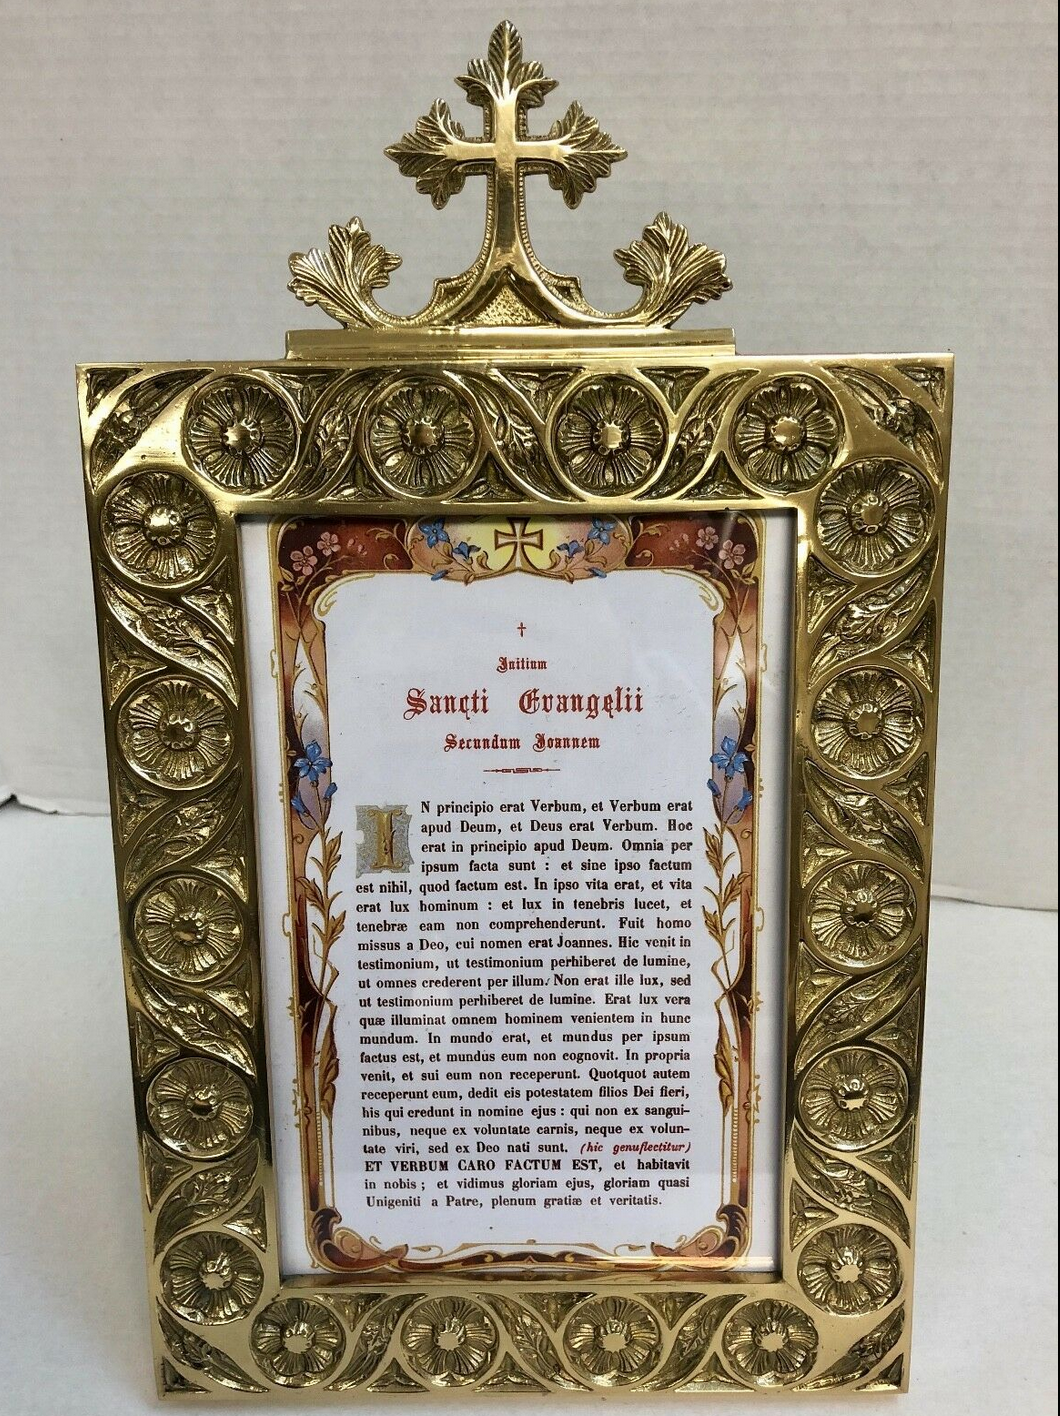 †
Initium
Sancti Evangelii
Secundum Joannem
IN principio erat Verbum, et Verbum erat
apud Deum, et Deus erat Verbum. Hoc
erat in principio apud Deum. Omnia per
ipsum facta sunt : et sine ipso factum
est nihil, quod factum est. In ipso vita erat, et vita
erat lux hominum : et lux in tenebris lucet, et
tenebræ eam non comprehenderunt. Fuit homo
missus a Deo, cui nomen erat Joannes. Hic venit in
testimonium, ut testimonium perhiberet de lumine,
ut omnes crederent per illum. Non erat ille lux, sed
ut testimonium perhiberet de lumine. Erat lux vera
quæ illuminat omnem hominem venientem in hunc
mundum. In mundo erat, et mundus per ipsum
factus est, et mundus eum non cognovit. In propria
venit, et sui eum non receperunt. Quotquot autem
receperunt eum, dedit eis potestatem filios Dei fieri,
his qui credunt in nomine ejus : qui non ex sangui-
nibus, neque ex voluntate carnis, neque ex volun-
tate viri, sed ex Deo nati sunt. (hic genuflectitur)
ET VERBUM CARO FACTUM EST, et habitavit
in nobis ; et vidimus gloriam ejus, gloriam quasi
Unigeniti a Patre, plenum gratiæ et veritatis.